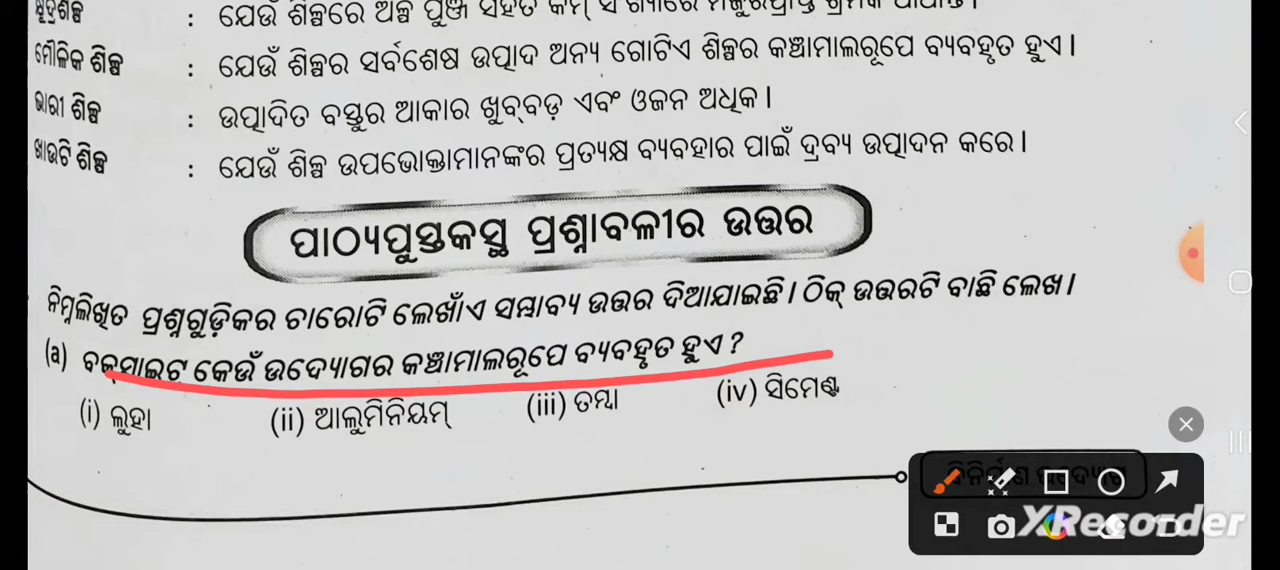 କ୍ଷୁଦ୍ରଶିଳ୍ପ : ଯେଉଁ ଶିଳ୍ପରେ ଅଳ୍ପ ପୁଞ୍ଜି
ମୌଳିକ ଶିଳ୍ପ : ଯେଉଁ ଶିଳ୍ପର ସର୍ବଶେଷ ଉତ୍ପାଦ ଅନ୍ୟ ଗୋଟିଏ ଶିଳ୍ପର କଞ୍ଚାମାଲରୂପେ ବ୍ୟବହୃତ ହୁଏ ।
ଭାରୀ ଶିଳ୍ପ : ଉତ୍ପାଦିତ ବସ୍ତୁର ଆକାର ଖୁବ୍‌ବଡ଼ ଏବଂ ଓଜନ ଅଧିକ ।
ଖାଉଟି ଶିଳ୍ପ : ଯେଉଁ ଶିଳ୍ପ ଉପଭୋକ୍ତାମାନଙ୍କର ପ୍ରତ୍ୟକ୍ଷ ବ୍ୟବହାର ପାଇଁ ଦ୍ରବ୍ୟ ଉତ୍ପାଦନ କରେ ।
ପାଠ୍ୟପୁସ୍ତକସ୍ଥ ପ୍ରଶ୍ନାବଳୀର ଉତ୍ତର
ନିମ୍ନଲିଖିତ ପ୍ରଶ୍ନଗୁଡ଼ିକର ଚାରୋଟି ଲେଖାଁଏ ସମ୍ଭାବ୍ୟ ଉତ୍ତର ଦିଆଯାଇଛି । ଠିକ୍ ଉତ୍ତରଟି ବାଛି ଲେଖ ।
(a) ବକ୍ସାଇଟ କେଉଁ ଉଦ୍ୟୋଗର କଞ୍ଚାମାଲରୂପେ ବ୍ୟବହୃତ ହୁଏ ?
(i) ଲୁହା (ii) ଆଲୁମିନିୟମ୍ (iii) ତମ୍ବା (iv) ସିମେଣ୍ଟ
XRecorder